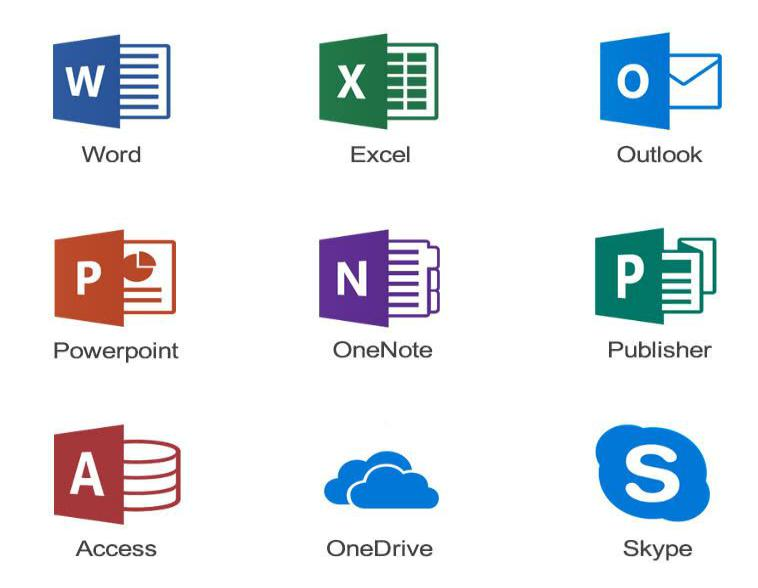 W
X
O
Word
Excel
Outlook
P
N
P
Powerpoint
OneNote
Publisher
A
S
Access
OneDrive
Skype